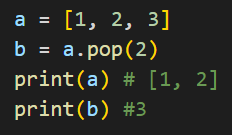 a = [1, 2, 3]
b = a.pop(2)
print(a) # [1, 2]
print(b) #3